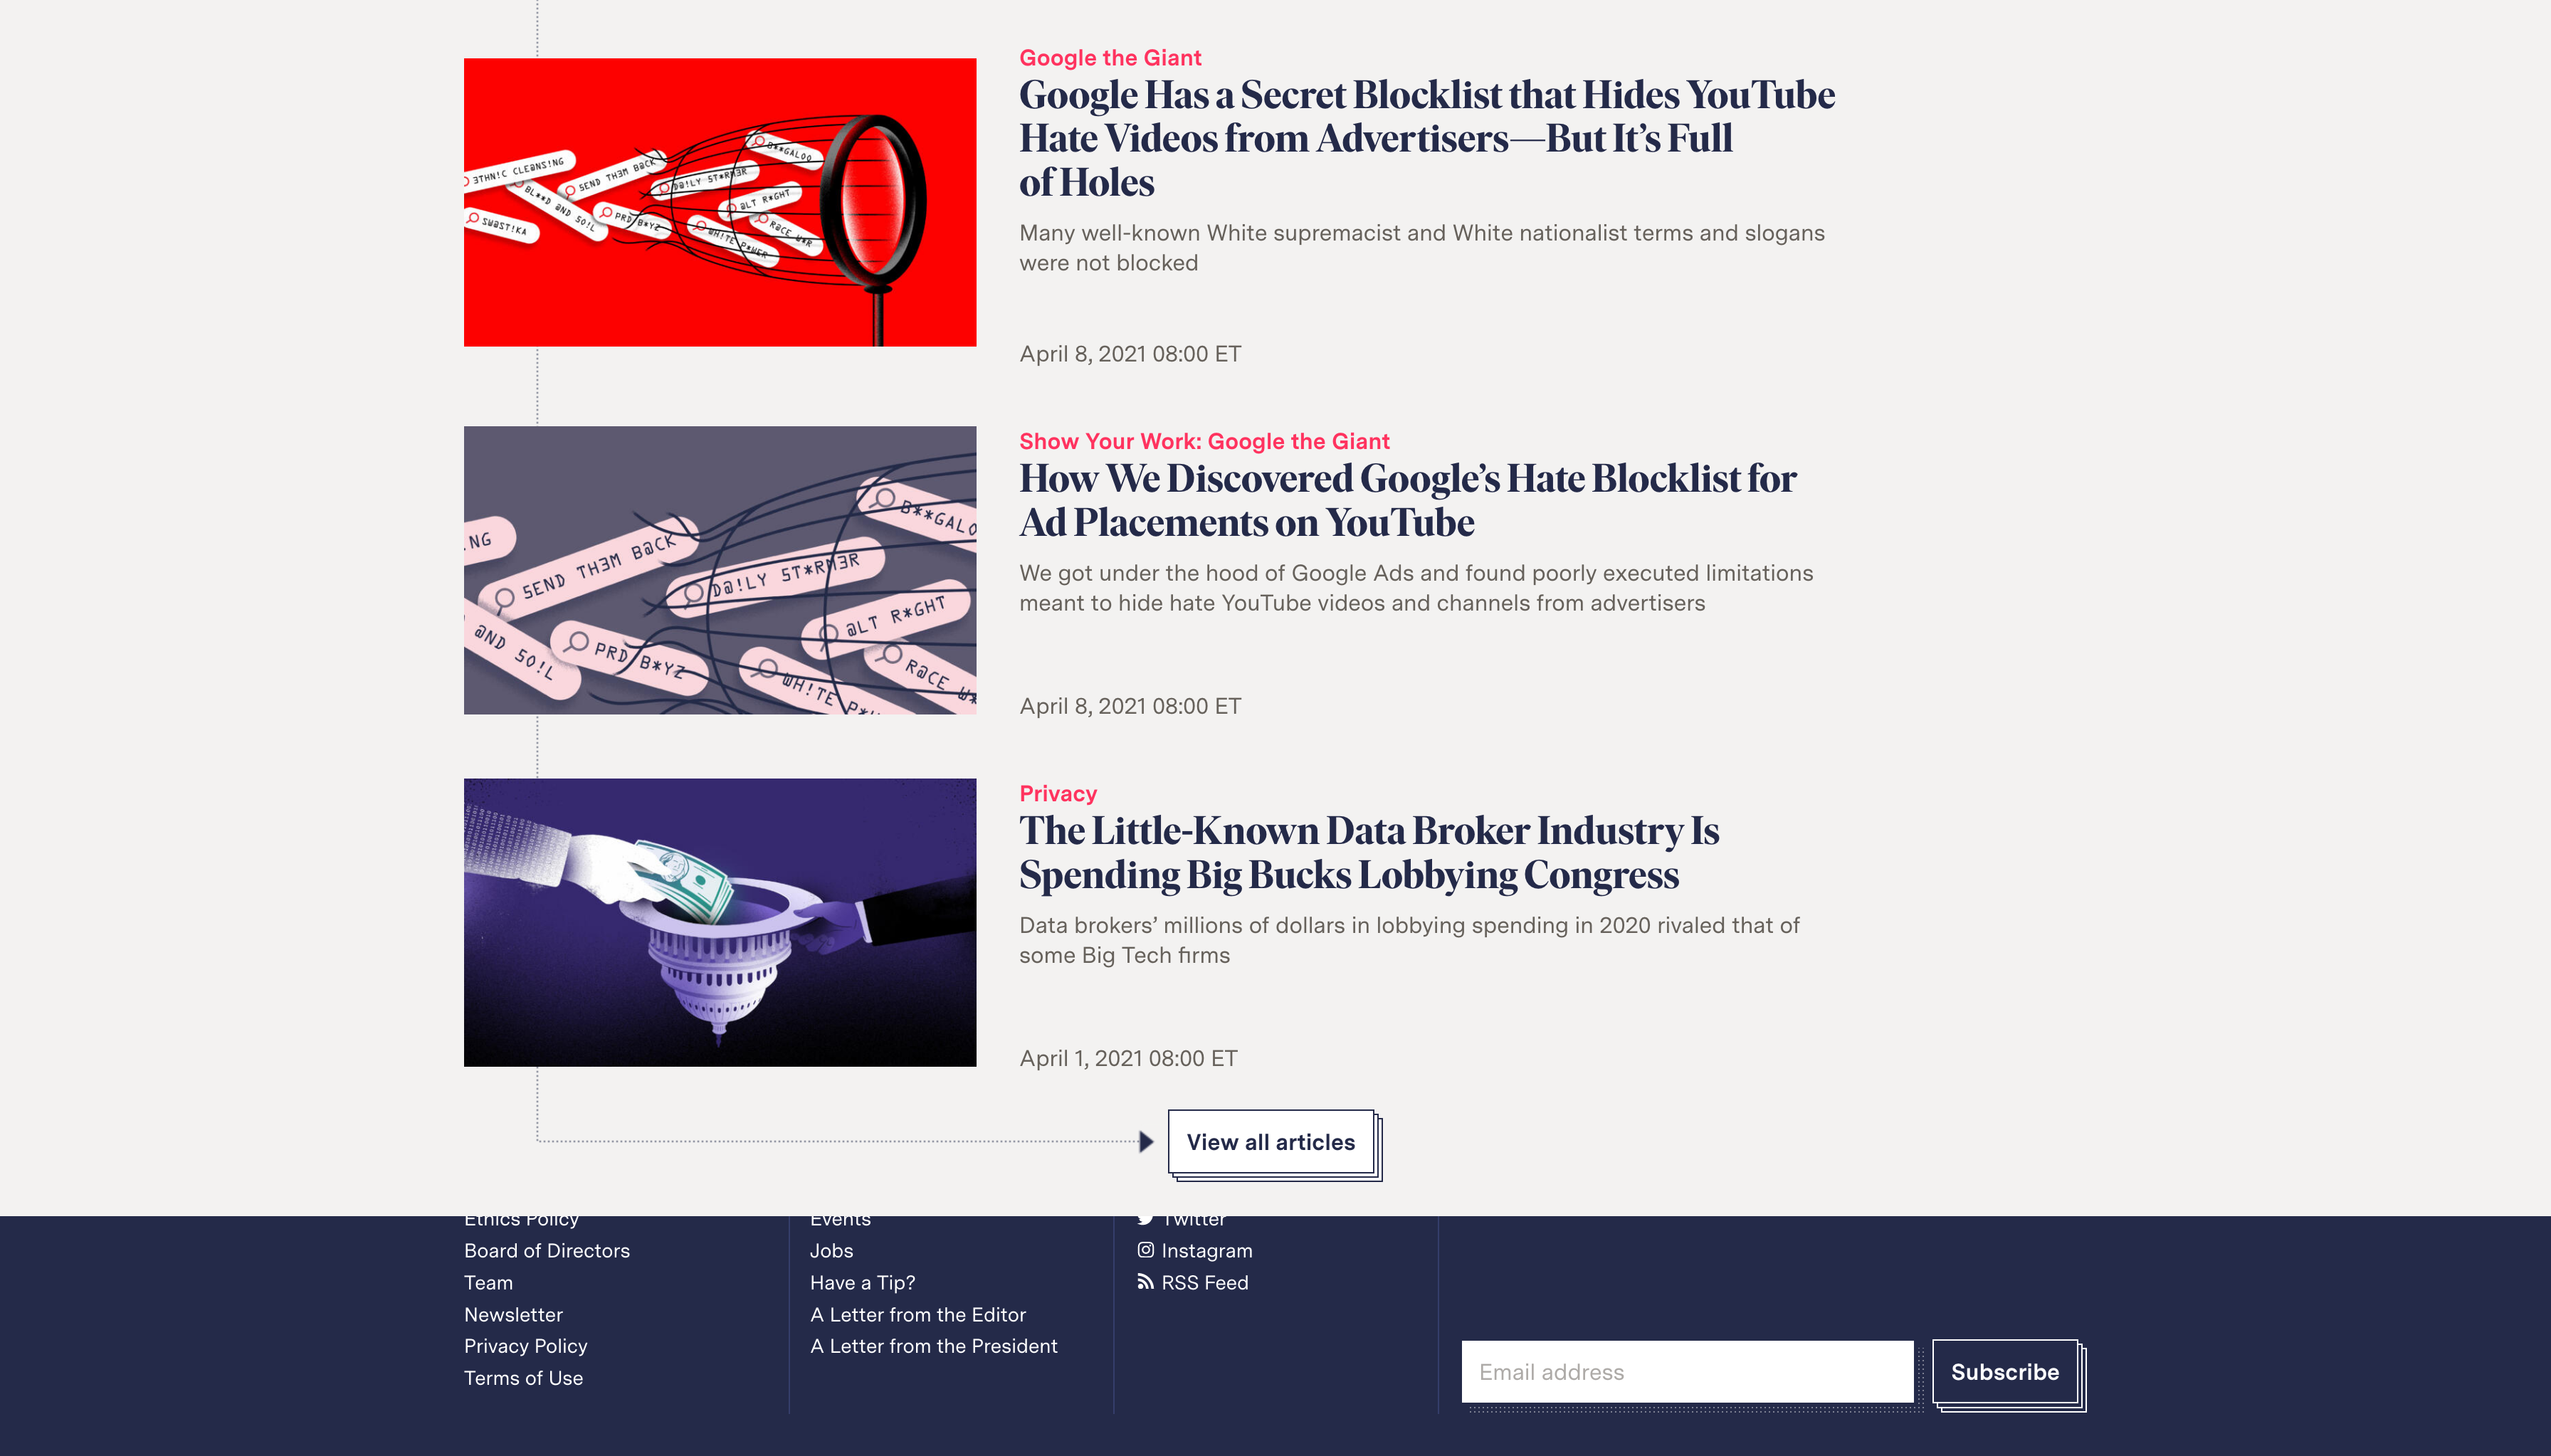 Google the Giant
Google Has a Secret Blocklist that Hides YouTube
Hate Videos from Advertisers—But It's Full
of Holes
Many well-known White supremacist and White nationalist terms and slogans
were not blocked
April 8, 2021 08:00 ET
ƎTHN!C CLE@NS!NG
SEND THƎM B@CK
B**GALOO
BL**D @ND SO!L
D@!LY ST*RMƎR
SW@ST!KA
PRD B*YZ
@LT R*GHT
WH!TE P*WER
R@CE W*R
Show Your Work: Google the Giant
How We Discovered Google's Hate Blocklist for
Ad Placements on YouTube
We got under the hood of Google Ads and found poorly executed limitations
meant to hide hate YouTube videos and channels from advertisers
April 8, 2021 08:00 ET
NG
SEND THƎM B@CK
B**GALO
D@!LY ST*RMƎR
@ND SO!L
PRD B*YZ
@LT R*GHT
WH!TE P*
R@CE W*
Privacy
The Little-Known Data Broker Industry Is
Spending Big Bucks Lobbying Congress
Data brokers' millions of dollars in lobbying spending in 2020 rivaled that of
some Big Tech firms
April 1, 2021 08:00 ET
View all articles
Ethics Policy
Board of Directors
Team
Newsletter
Privacy Policy
Terms of Use
Events
Jobs
Have a Tip?
A Letter from the Editor
A Letter from the President
Twitter
Instagram
RSS Feed
Email address
Subscribe